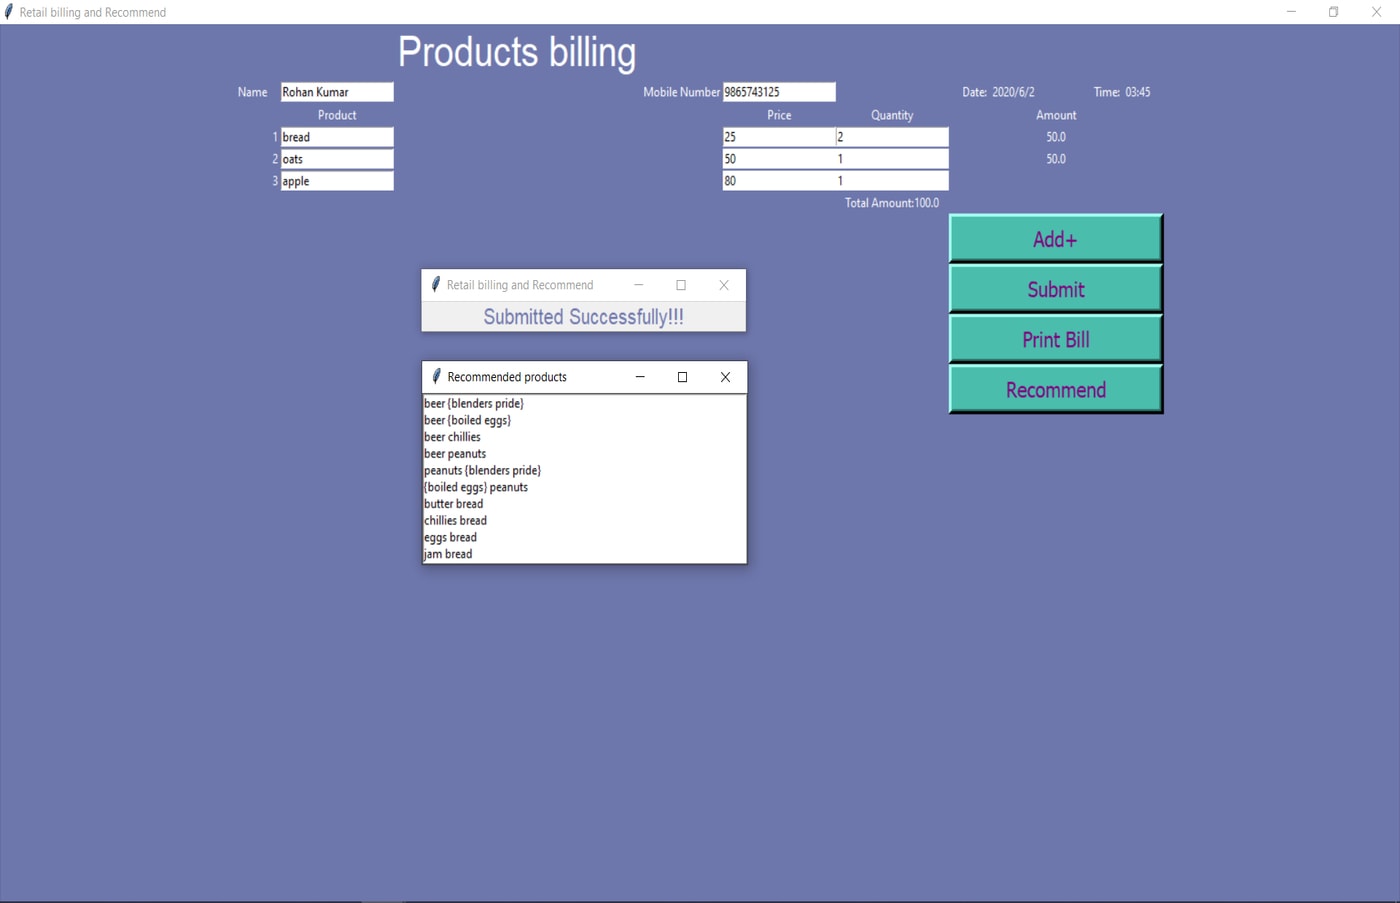 Retail billing and Recommend
Products billing
Name Rohan Kumar Mobile Number 9865743125 Date: 2020/6/2 Time: 03:45
Product Price Quantity Amount
1 bread 25 2 50.0
2 oats 50 1 50.0
3 apple 80 1
Total Amount:100.0
Add+
Submit
Print Bill
Recommend
Retail billing and Recommend
Submitted Successfully!!!
Recommended products
beer {blenders pride}
beer {boiled eggs}
beer chillies
beer peanuts
peanuts {blenders pride}
{boiled eggs} peanuts
butter bread
chillies bread
eggs bread
jam bread